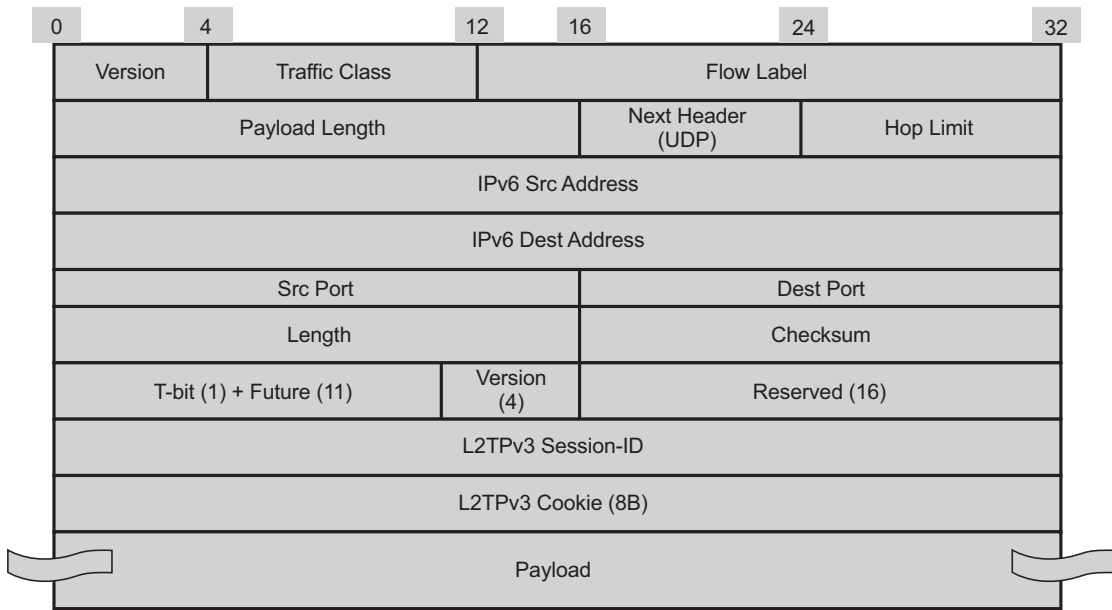 0 4 12 16 24 32
Version Traffic Class Flow Label
Payload Length Next Header (UDP) Hop Limit
IPv6 Src Address
IPv6 Dest Address
Src Port Dest Port
Length Checksum
T-bit (1) + Future (11) Version (4) Reserved (16)
L2TPv3 Session-ID
L2TPv3 Cookie (8B)
Payload